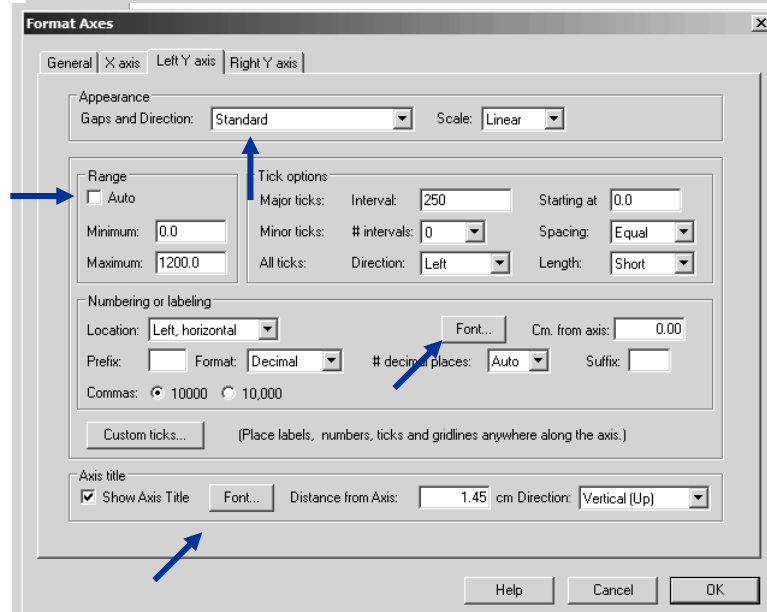 Format Axes
General X axis Left Y axis Right Y axis
Appearance
Gaps and Direction: Standard Scale: Linear
Range
Auto
Minimum: 0.0
Maximum: 1200.0
Tick options
Major ticks: Interval: 250 Starting at 0.0
Minor ticks: # intervals: 0 Spacing: Equal
All ticks: Direction: Left Length: Short
Numbering or labeling
Location: Left, horizontal Font... Cm. from axis: 0.00
Prefix: Format: Decimal # decimal places: Auto Suffix:
Commas: 10000 10,000
Custom ticks... (Place labels, numbers, ticks and gridlines anywhere along the axis.)
Axis title
Show Axis Title Font... Distance from Axis: 1.45 cm Direction: Vertical (Up)
Help Cancel OK